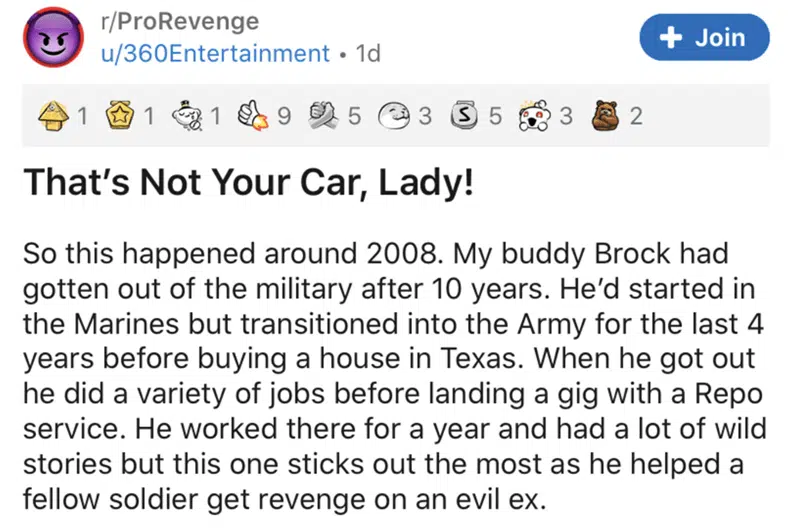 r/ProRevenge
u/360Entertainment • 1d
+ Join
1 1 1 9 5 3 S 5 3 2
That's Not Your Car, Lady!
So this happened around 2008. My buddy Brock had
gotten out of the military after 10 years. He'd started in
the Marines but transitioned into the Army for the last 4
years before buying a house in Texas. When he got out
he did a variety of jobs before landing a gig with a Repo
service. He worked there for a year and had a lot of wild
stories but this one sticks out the most as he helped a
fellow soldier get revenge on an evil ex.